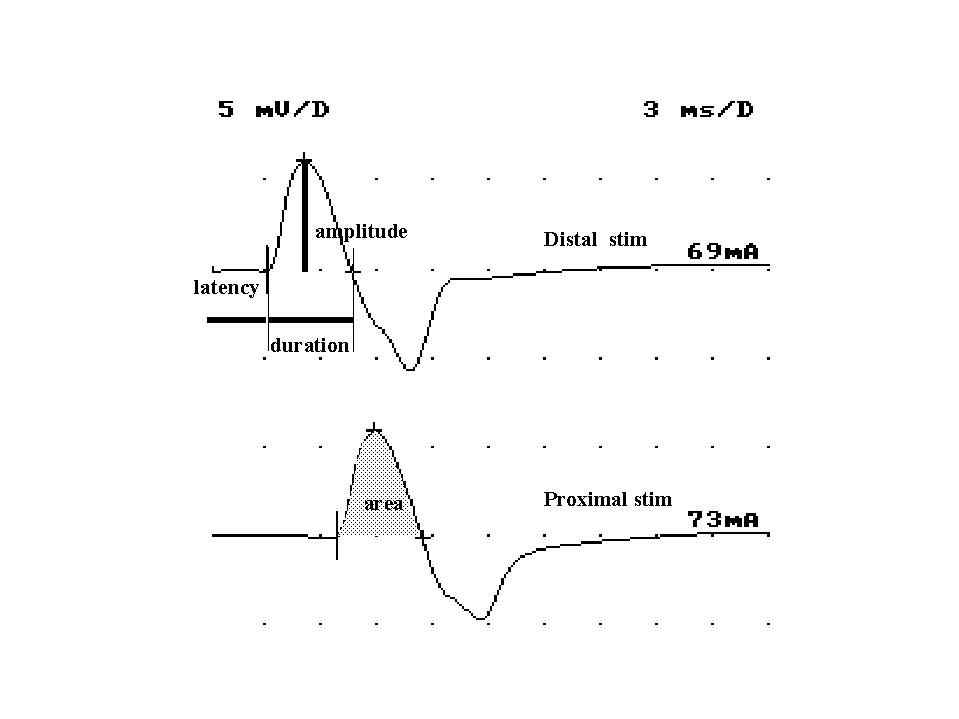 5 mV/D
3 ms/D
amplitude
Distal stim
69mA
latency
duration
area
Proximal stim
73mA